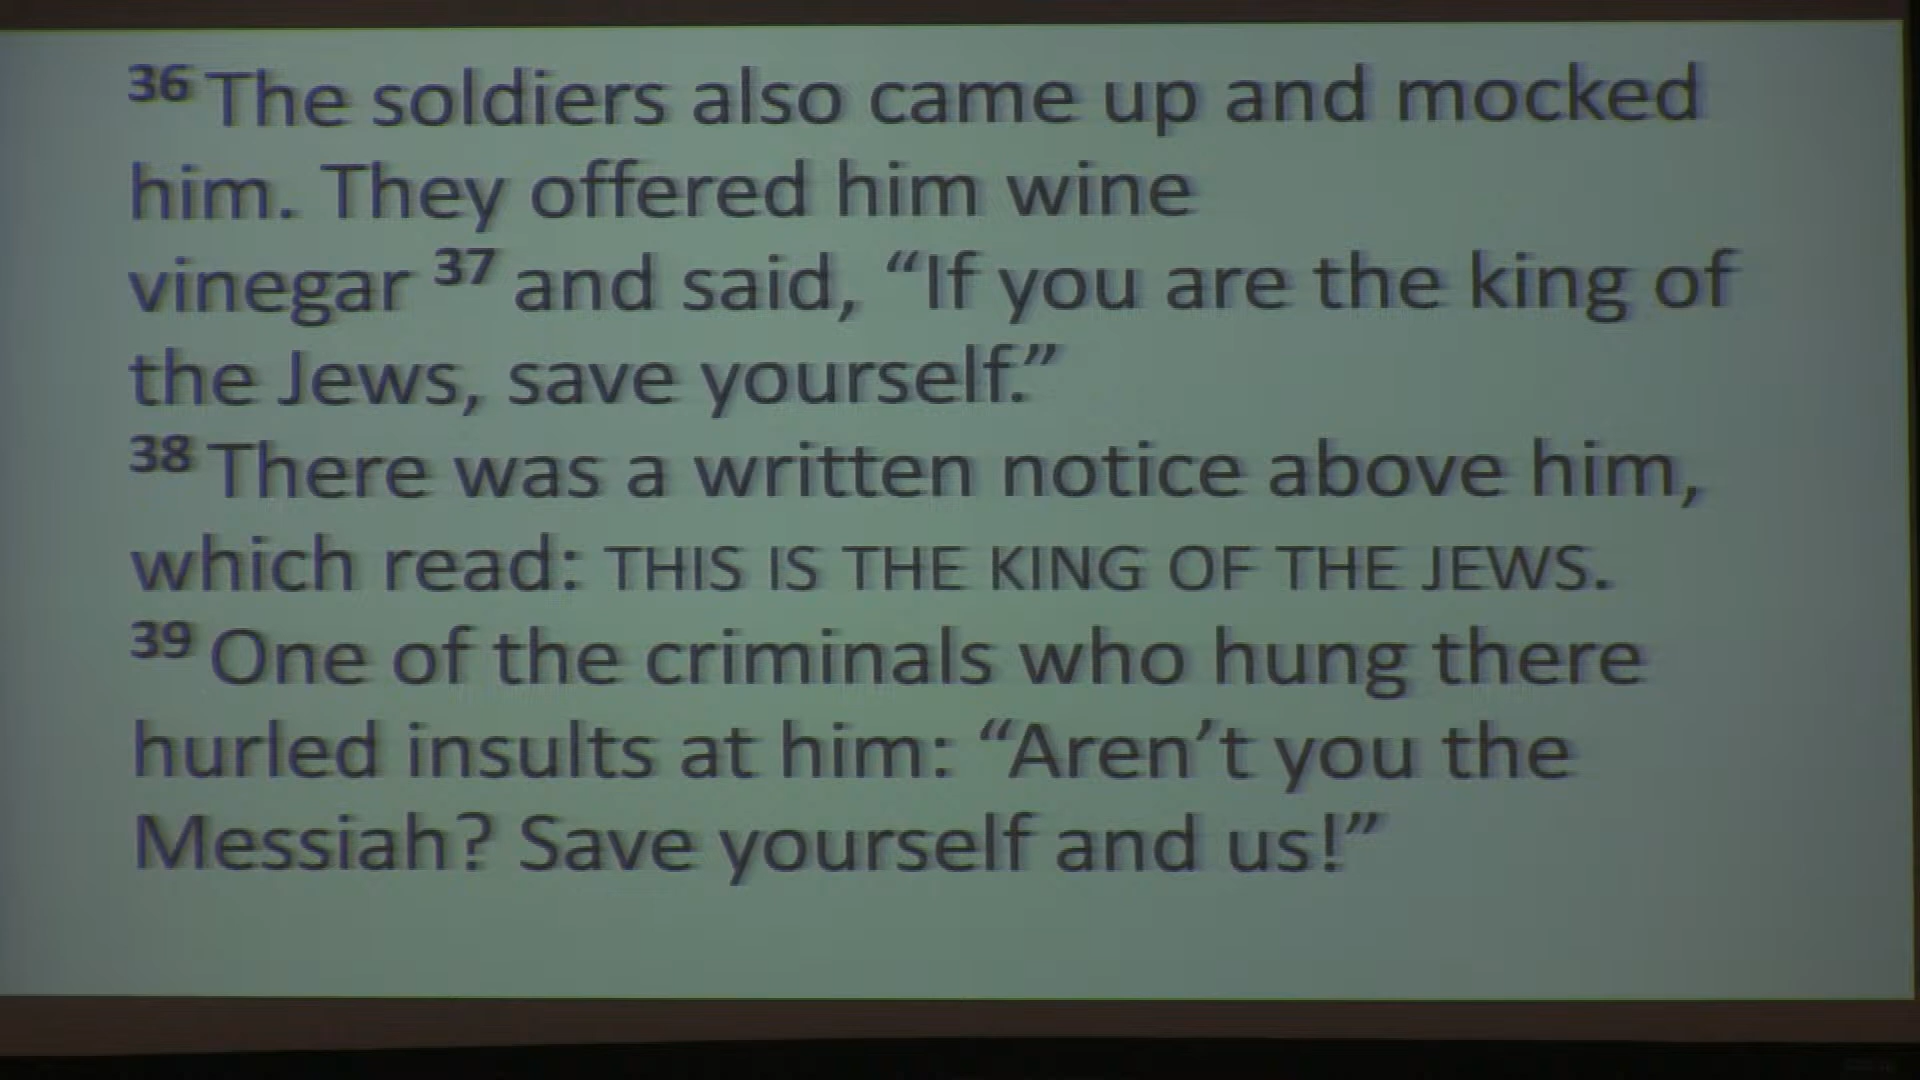 36 The soldiers also came up and mocked
him. They offered him wine
vinegar 37 and said, “If you are the king of
the Jews, save yourself.”
38 There was a written notice above him,
which read: THIS IS THE KING OF THE JEWS.
39 One of the criminals who hung there
hurled insults at him: “Aren’t you the
Messiah? Save yourself and us!”